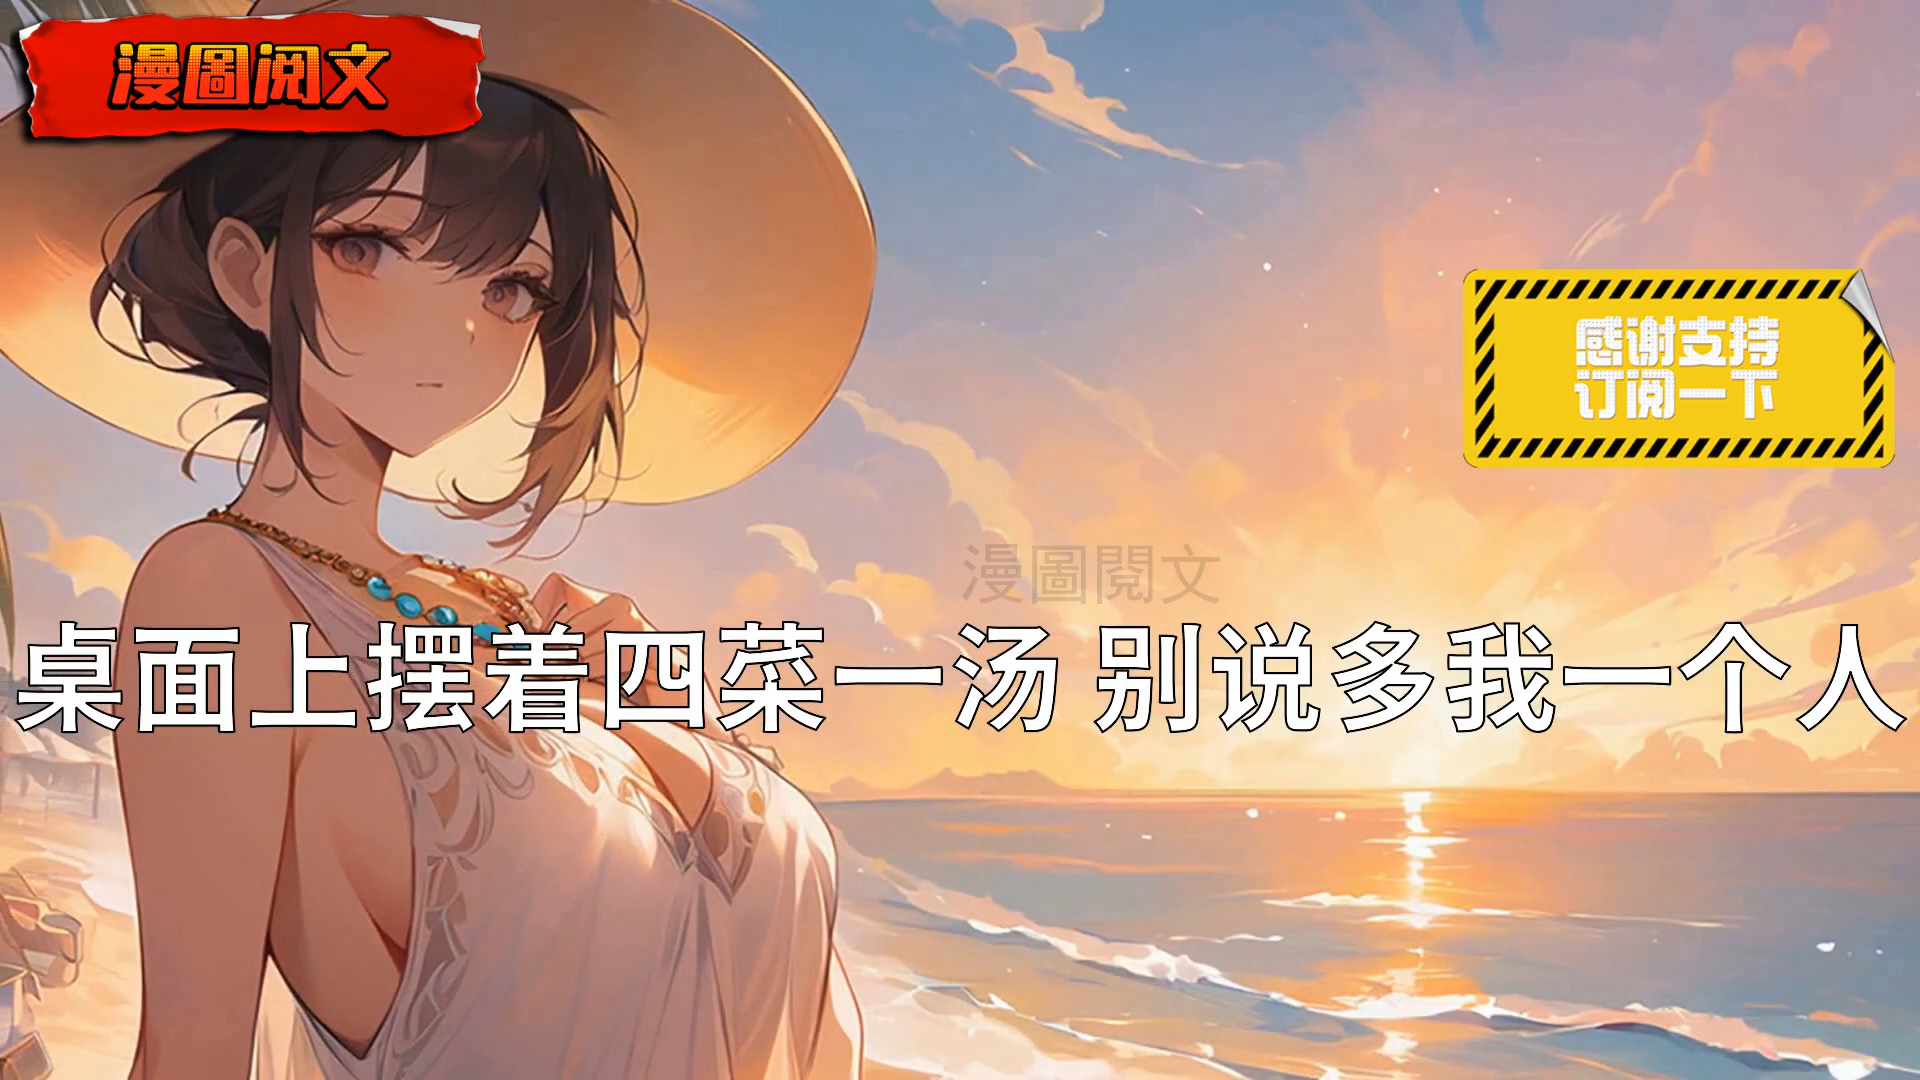 漫圖阅文
感谢支持
订阅一下
漫圖閱文
桌面上摆着四菜一汤 别说多我一个人